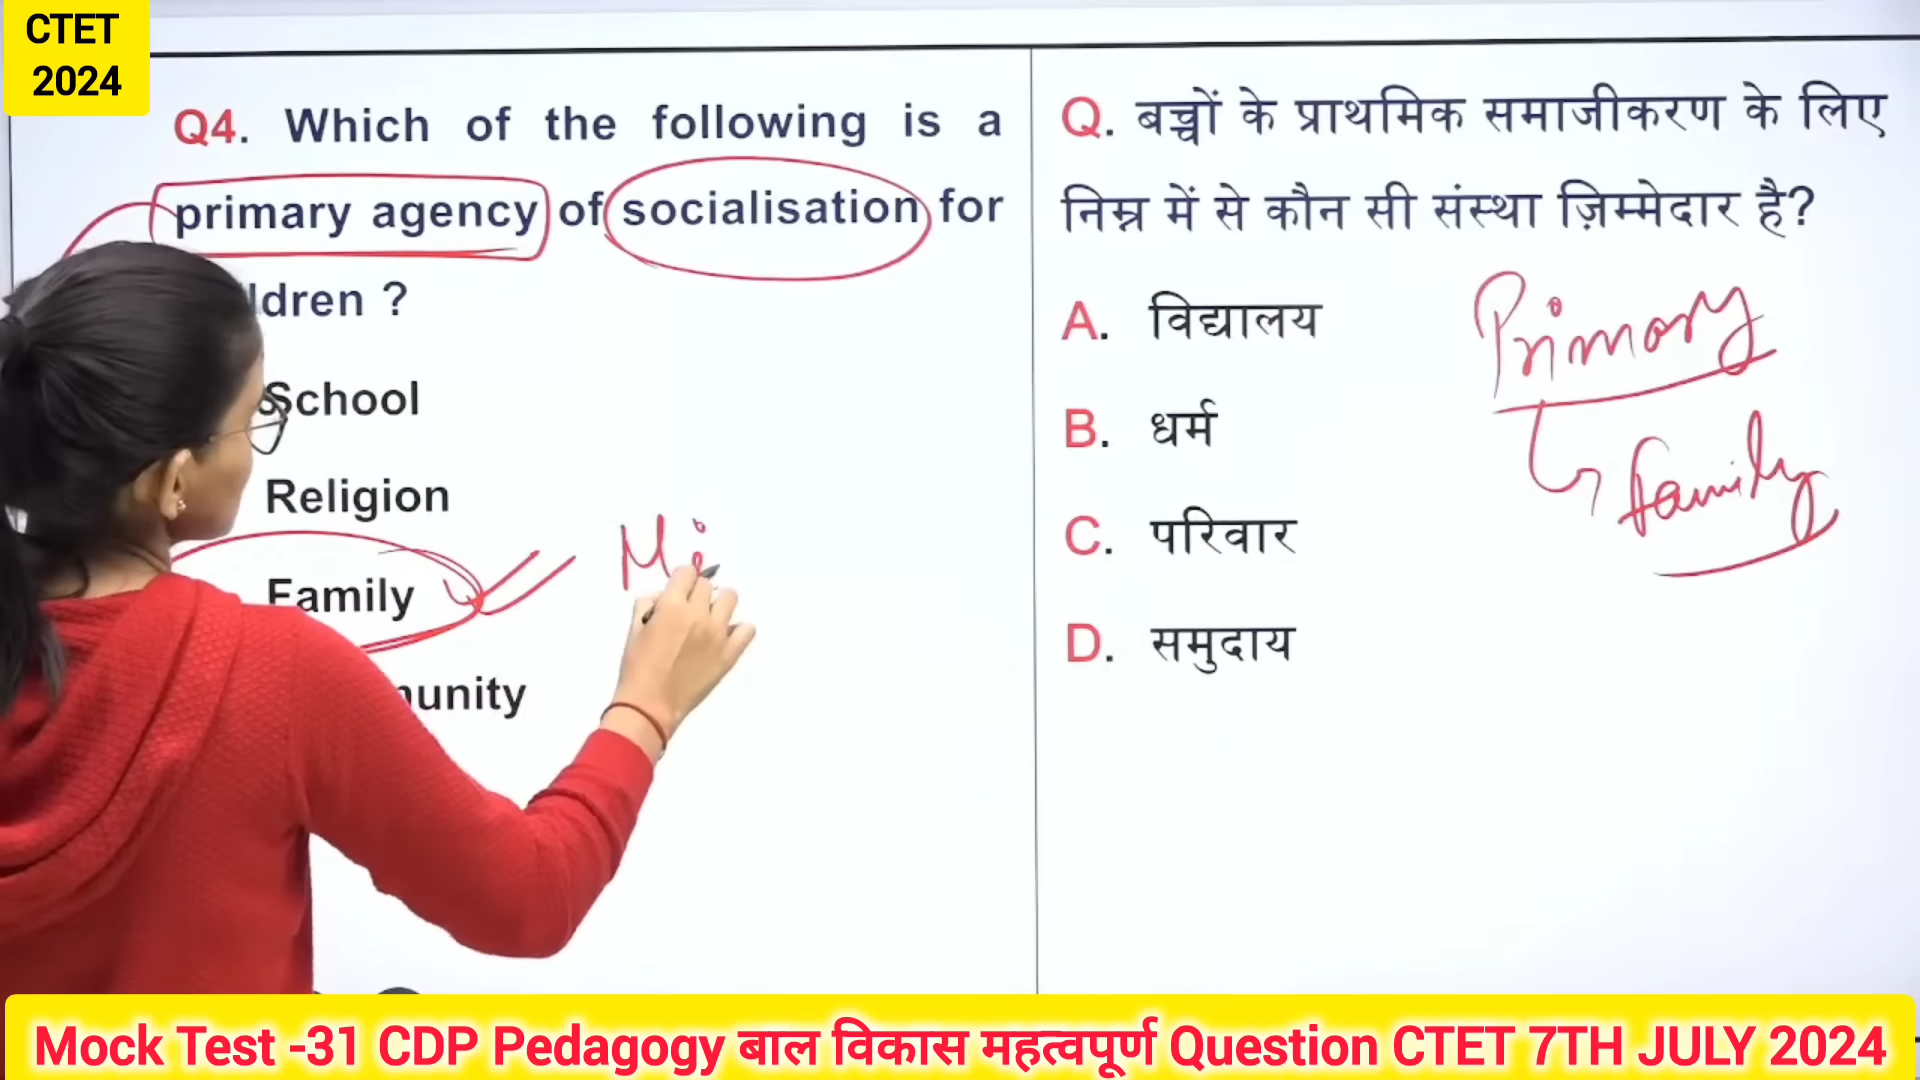 CTET
2024
Q4. Which of the following is a
primary agency of socialisation for
ldren ?
School
Religion
Family
unity
Mi
Q. बच्चों के प्राथमिक समाजीकरण के लिए
निम्न में से कौन सी संस्था ज़िम्मेदार है?
A. विद्यालय
B. धर्म
C. परिवार
D. समुदाय
Primary
Family
Mock Test -31 CDP Pedagogy बाल विकास महत्वपूर्ण Question CTET 7TH JULY 2024